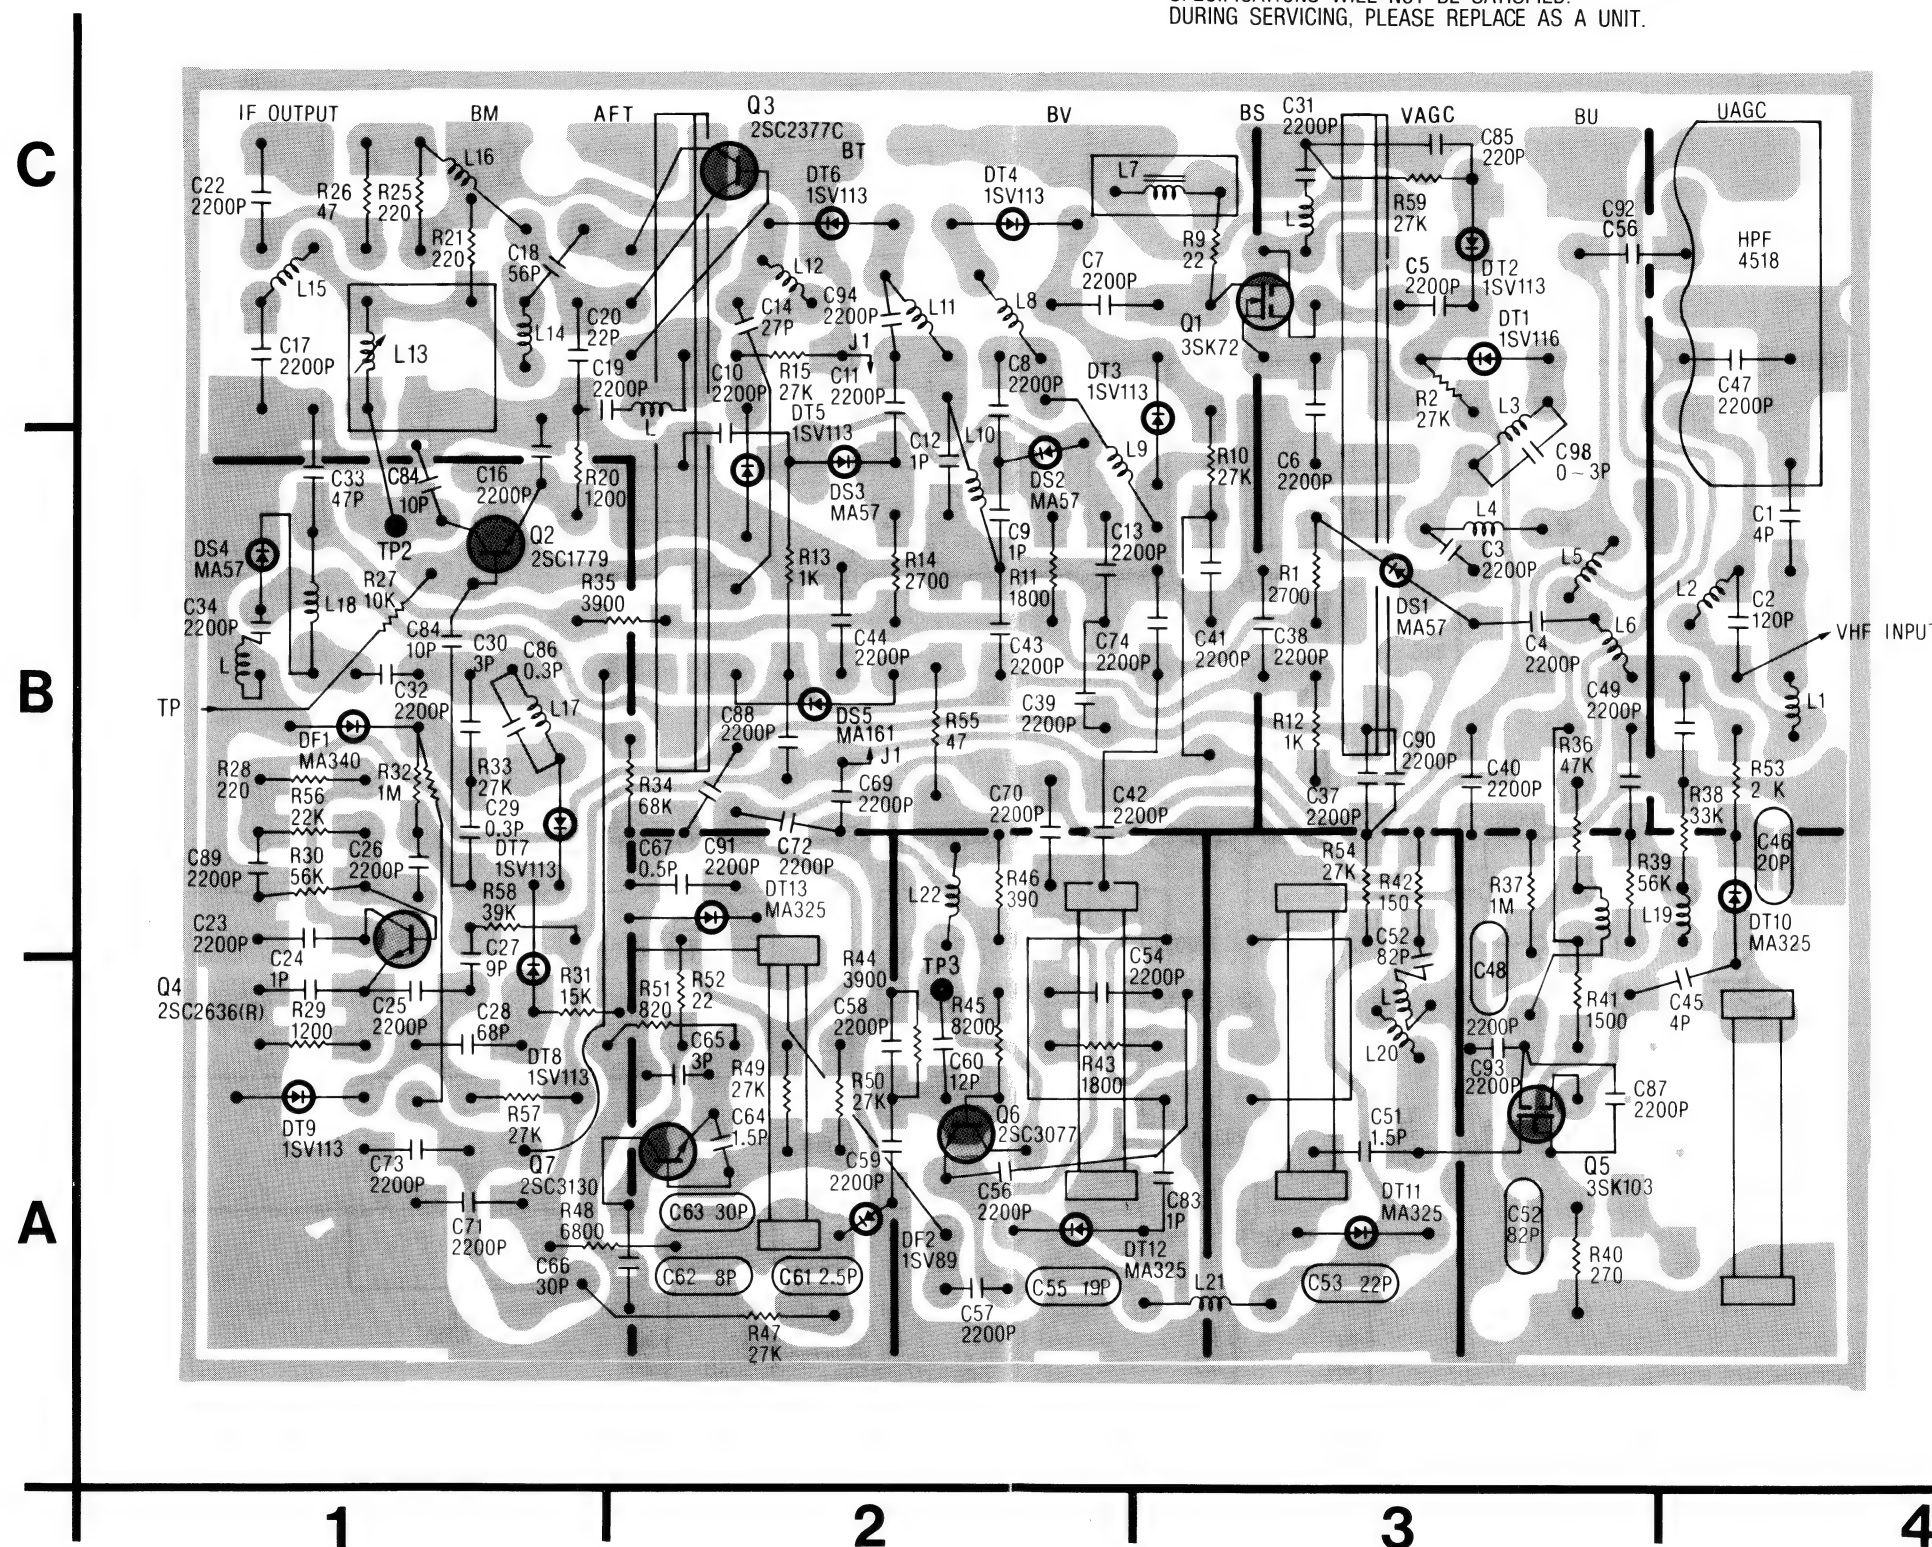 DURING SERVICING, PLEASE REPLACE AS A UNIT.
C
IF OUTPUT
BM
AFT
Q3
2SC2377C
BT
BV
BS
C31
2200P
VAGC
BU
UAGC
C85
220P
L16
C22
2200P
R26
47
R25
220
DT6
1SV113
DT4
1SV113
L7
L
R59
27K
C92
C56
HPF
4518
R21
220
C18
56P
R9
22
L15
L12
C94
2200P
L11
L8
C7
2200P
C5
2200P
DT2
1SV113
C14
27P
Q1
3SK72
DT1
1SV116
L14
C20
22P
J1
C17
2200P
L13
C19
2200P
C10
2200P
R15
27K
C11
2200P
C8
2200P
DT3
1SV113
C47
2200P
R2
27K
L3
L
DT5
1SV113
C12
1P
L10
L9
C98
0~3P
C33
47P
C84
10P
C16
2200P
R20
1200
DS3
MA57
DS2
MA57
R10
27K
C6
2200P
L4
C1
4P
DS4
MA57
TP2
Q2
2SC1779
R13
1K
R14
2700
C9
1P
C13
2200P
C3
2200P
L5
R27
10K
R35
3900
R11
1800
R1
2700
DS1
MA57
L2
C2
120P
L18
C34
2200P
C84
10P
C30
3P
C86
0.3P
C44
2200P
C43
2200P
C74
2200P
C41
2200P
C38
2200P
C4
2200P
L6
VHF INPUT
L
C32
2200P
B
TP
L17
C88
2200P
DS5
MA161
R55
47
C39
2200P
R12
1K
C49
2200P
L1
DF1
MA340
J1
C90
2200P
R36
47K
R28
220
R32
1M
R33
27K
R34
68K
C69
2200P
C70
2200P
C42
2200P
C37
2200P
C40
2200P
R53
2 K
R56
22K
C29
0.3P
R38
33K
C89
2200P
R30
56K
C26
2200P
DT7
1SV113
C67
0.5P
C91
2200P
C72
2200P
R54
27K
R39
56K
C46
20P
R58
39K
DT13
MA325
L22
R46
390
R42
150
R37
1M
L19
C23
2200P
C24
1P
C27
9P
C52
82P
DT10
MA325
Q4
2SC2636(R)
R31
15K
R51
820
R52
22
R44
3900
TP3
C54
2200P
C48
2200P
R29
1200
C25
2200P
C28
68P
C58
2200P
R45
8200
L
R41
1500
C45
4P
DT8
1SV113
C65
3P
R49
27K
R50
27K
C60
12P
R43
1800
L20
C93
2200P
C87
2200P
DT9
1SV113
R57
27K
C64
1.5P
Q6
2SC3077
C51
1.5P
C73
2200P
Q7
2SC3130
C59
2200P
Q5
3SK103
A
C71
2200P
R48
6800
C63 30P
C56
2200P
C83
1P
DT11
MA325
C52
82P
C66
30P
C62 8P
C61 2.5P
DF2
1SV89
DT12
MA325
C55 19P
L21
C53 22P
R40
270
C57
2200P
R47
27K
1
2
3
4